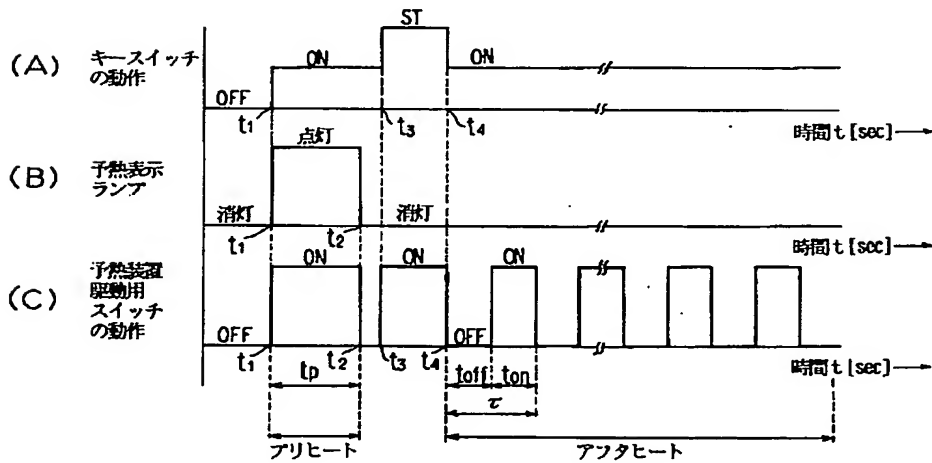 ST
(A) キースイッチ
の動作
ON
ON
OFF
t1
t3
t4
時間 t [sec]
点灯
(B) 予熱表示
ランプ
消灯
消灯
t1
t2
時間 t [sec]
予熱装置
駆動用
(C) スイッチ
の動作
ON
ON
ON
OFF
OFF
t1
t2
t3
t4
時間 t [sec]
tp
toff
ton
τ
プリヒート
アフタヒート